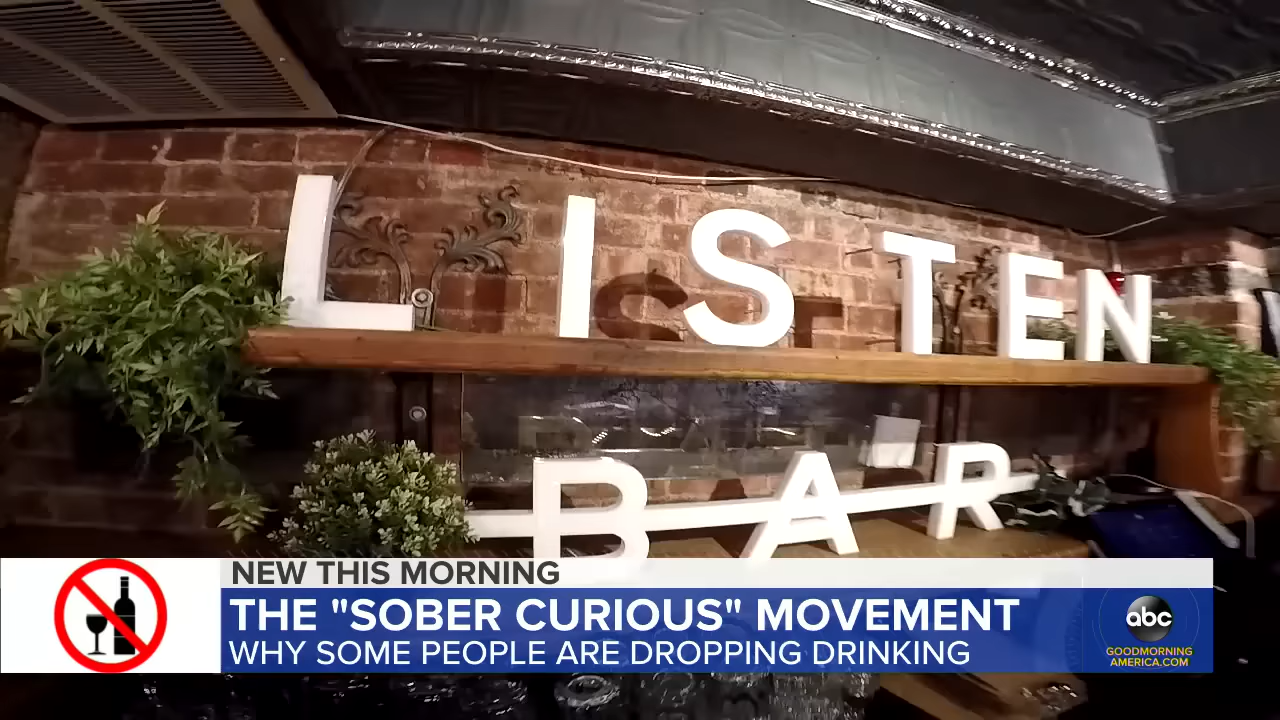 LISTEN
BAR
NEW THIS MORNING
THE "SOBER CURIOUS" MOVEMENT
WHY SOME PEOPLE ARE DROPPING DRINKING
abc
GOODMORNING
AMERICA.COM